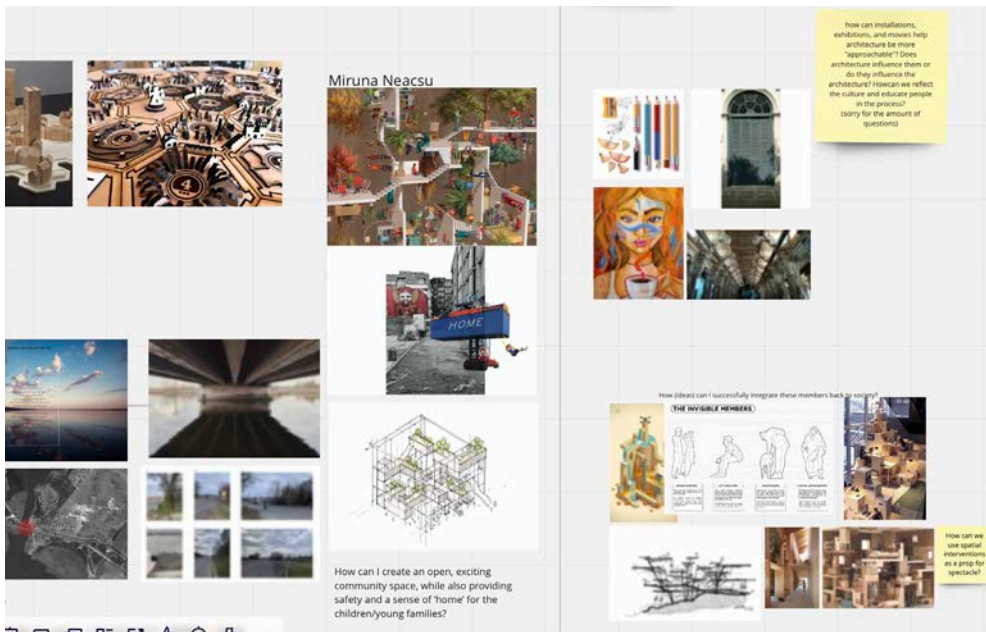 Miruna Neacsu
4
HOME
How can I create an open, exciting
community space, while also providing
safety and a sense of 'home' for the
children/young families?
how can installations,
exhibitions, and movies help
architecture be more
"approachable"? Does
architecture influence them or
do they influence the
architecture? Howcan we reflect
the culture and educate people
in the process?
(sorry for the amount of
questions)
How (ideas) can I successfully integrate these members back to society?
THE INVISIBLE MEMBERS
How can we
use spatial
interventions
as a prop for
spectacle?